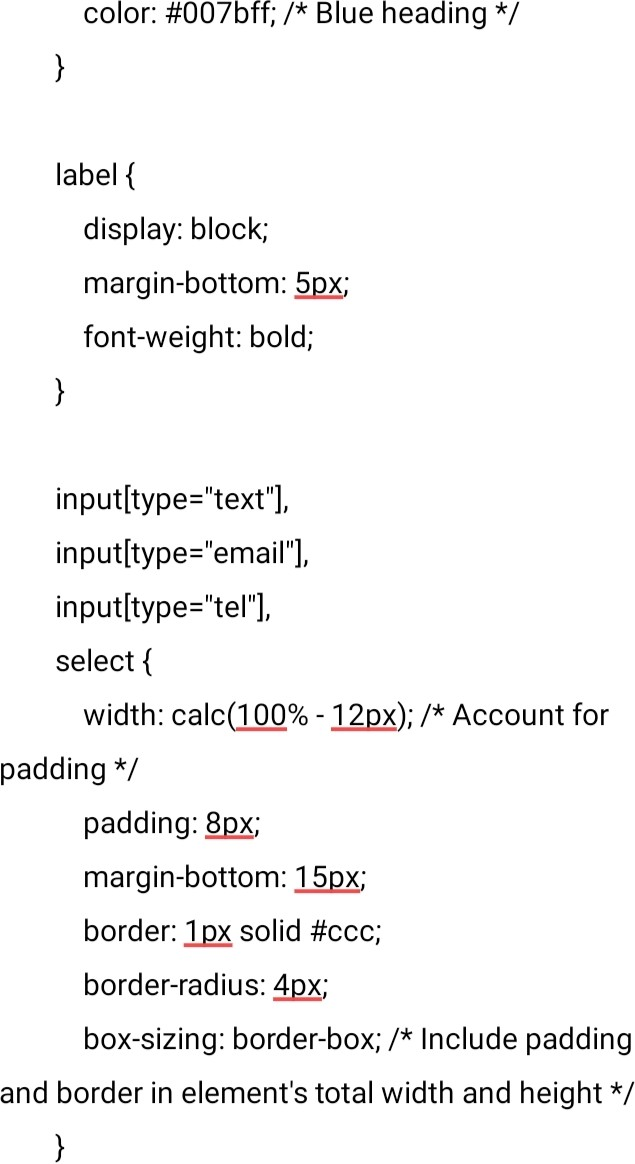 color: #007bff; /* Blue heading */
}
label {
display: block;
margin-bottom: 5px;
font-weight: bold;
}
input[type="text"],
input[type="email"],
input[type="tel"],
select {
width: calc(100% - 12px); /* Account for
padding */
padding: 8px;
margin-bottom: 15px;
border: 1px solid #ccc;
border-radius: 4px;
box-sizing: border-box; /* Include padding
and border in element's total width and height */
}